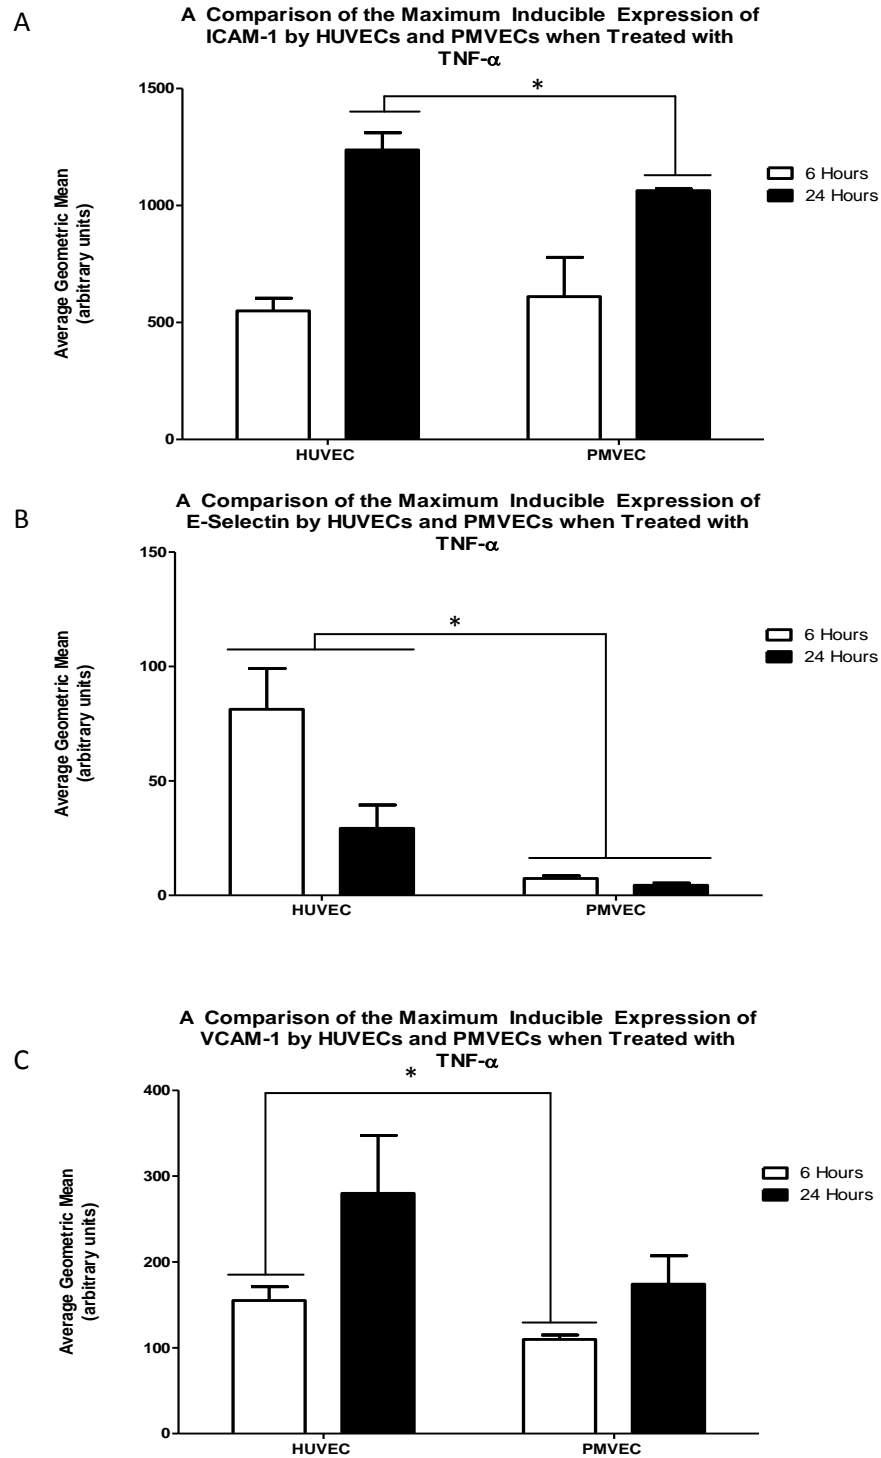 A
A Comparison of the Maximum Inducible Expression of
ICAM-1 by HUVECs and PMVECs when Treated with
TNF-α
1500
1000
500
0
Average Geometric Mean
(arbitrary units)
*
6 Hours
24 Hours
HUVEC
PMVEC
B
A Comparison of the Maximum Inducible Expression of
E-Selectin by HUVECs and PMVECs when Treated with
TNF-α
150
100
50
0
Average Geometric Mean
(arbitrary units)
*
6 Hours
24 Hours
HUVEC
PMVEC
C
A Comparison of the Maximum Inducible Expression of
VCAM-1 by HUVECs and PMVECs when Treated with
TNF-α
400
300
200
100
0
Average Geometric Mean
(arbitrary units)
*
6 Hours
24 Hours
HUVEC
PMVEC